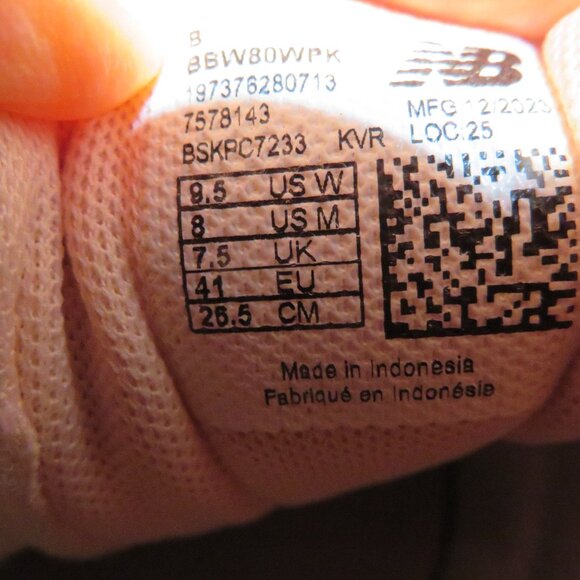 B
BBW80WPK
197376280713
7578143
BSKPC7233 KVR
NB
MFG 12/2023
LOC:25
9.5 US W
8 US M
7.5 UK
41 EU
26.5 CM
Made in Indonesia
Fabriqué en Indonésie